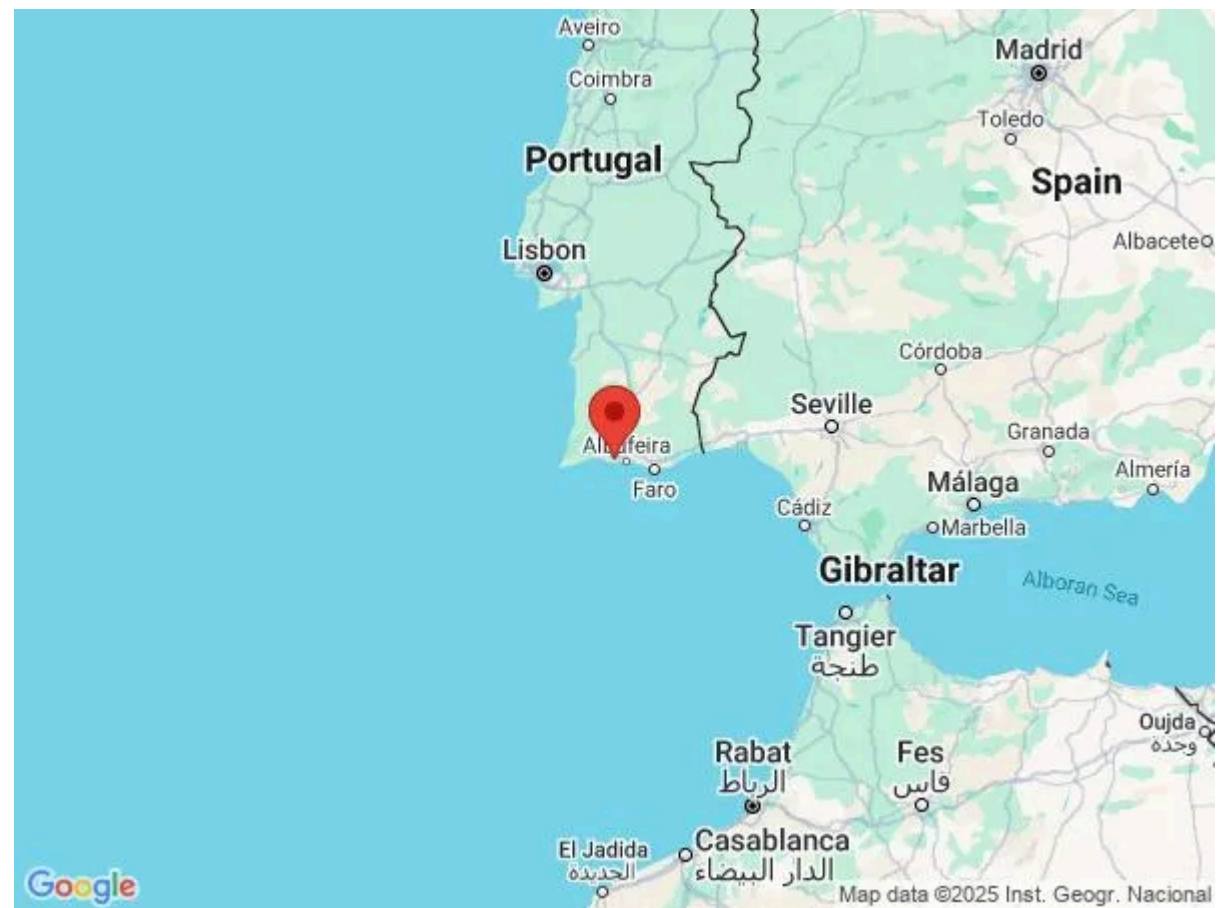 Aveiro
Coimbra
Madrid
Toledo
Portugal
Spain
Lisbon
Albacete
Córdoba
Seville
Granada
Albufeira
Almería
Faro
Málaga
Cádiz
Marbella
Gibraltar
Alboran Sea
Tangier
طنجة
Oujda
وجدة
Rabat
الرباط
Fes
فاس
Casablanca
الدار البيضاء
El Jadida
الجديدة
Google
Map data ©2025 Inst. Geogr. Nacional